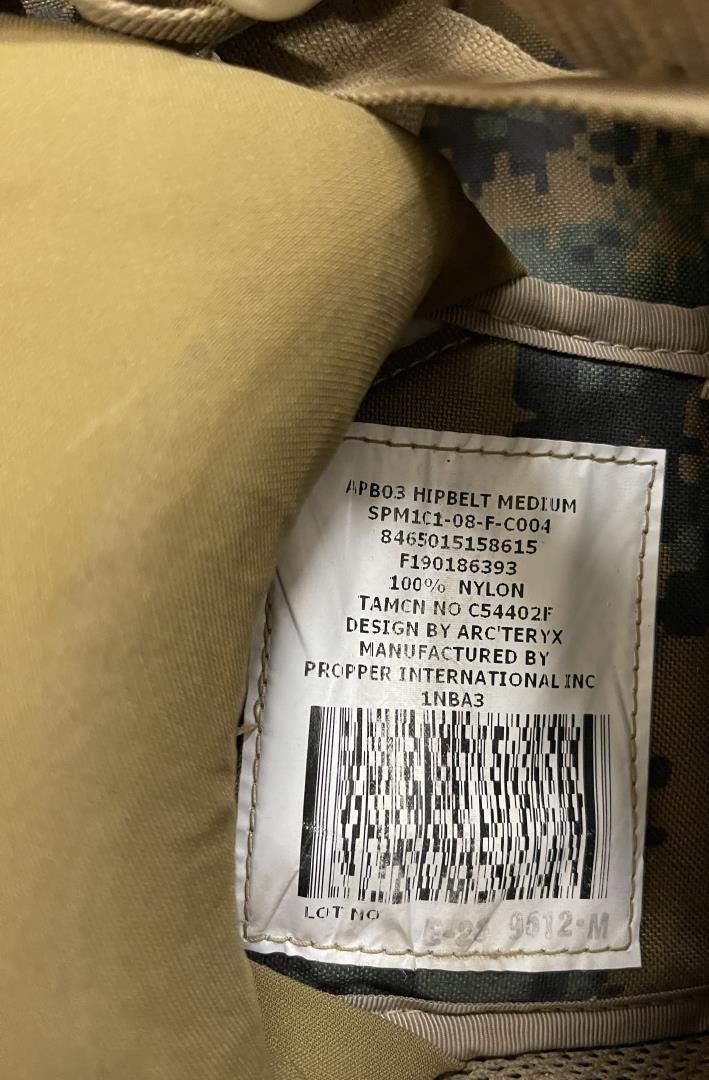 APB03 HIPBELT MEDIUM
SPM1C1-08-F-C004
8465015158615
F190186393
100% NYLON
TAMCN NO C54402F
DESIGN BY ARC'TERYX
MANUFACTURED BY
PROPPER INTERNATIONAL INC
1NBA3
LOT NO 9612-M